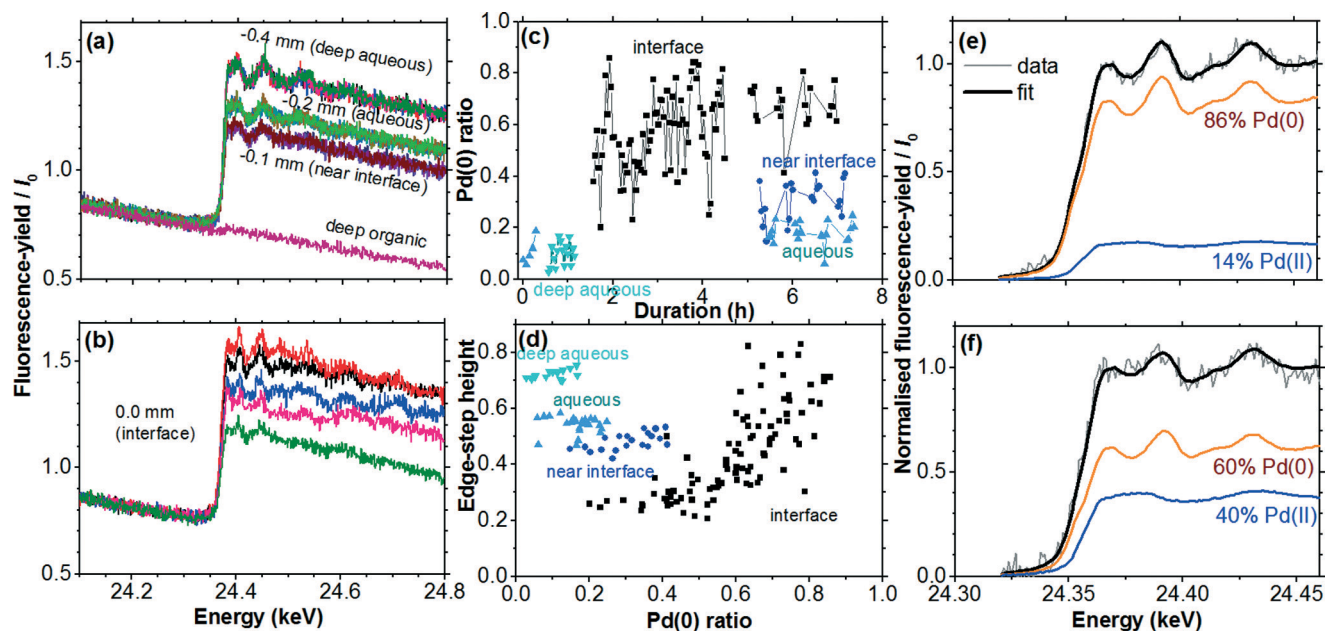 (a)
-0.4 mm (deep aqueous)
-0.2 mm (aqueous)
-0.1 mm (near interface)
deep organic
1.5
1.0
0.5
Fluorescence-yield / I0
(b)
0.0 mm
(interface)
1.5
1.0
0.5
24.2 24.4 24.6 24.8
Energy (keV)
(c)
interface
near interface
aqueous
deep aqueous
Pd(0) ratio
1.0
0.8
0.6
0.4
0.2
0.0
0 2 4 6 8
Duration (h)
(d)
deep aqueous
aqueous
near interface
interface
Edge-step height
0.8
0.6
0.4
0.2
0.0
0.0 0.2 0.4 0.6 0.8 1.0
Pd(0) ratio
(e)
data
fit
86% Pd(0)
14% Pd(II)
1.0
0.5
0.0
Normalised fluorescence-yield / I0
(f)
60% Pd(0)
40% Pd(II)
1.0
0.5
0.0
24.30 24.35 24.40 24.45
Energy (keV)